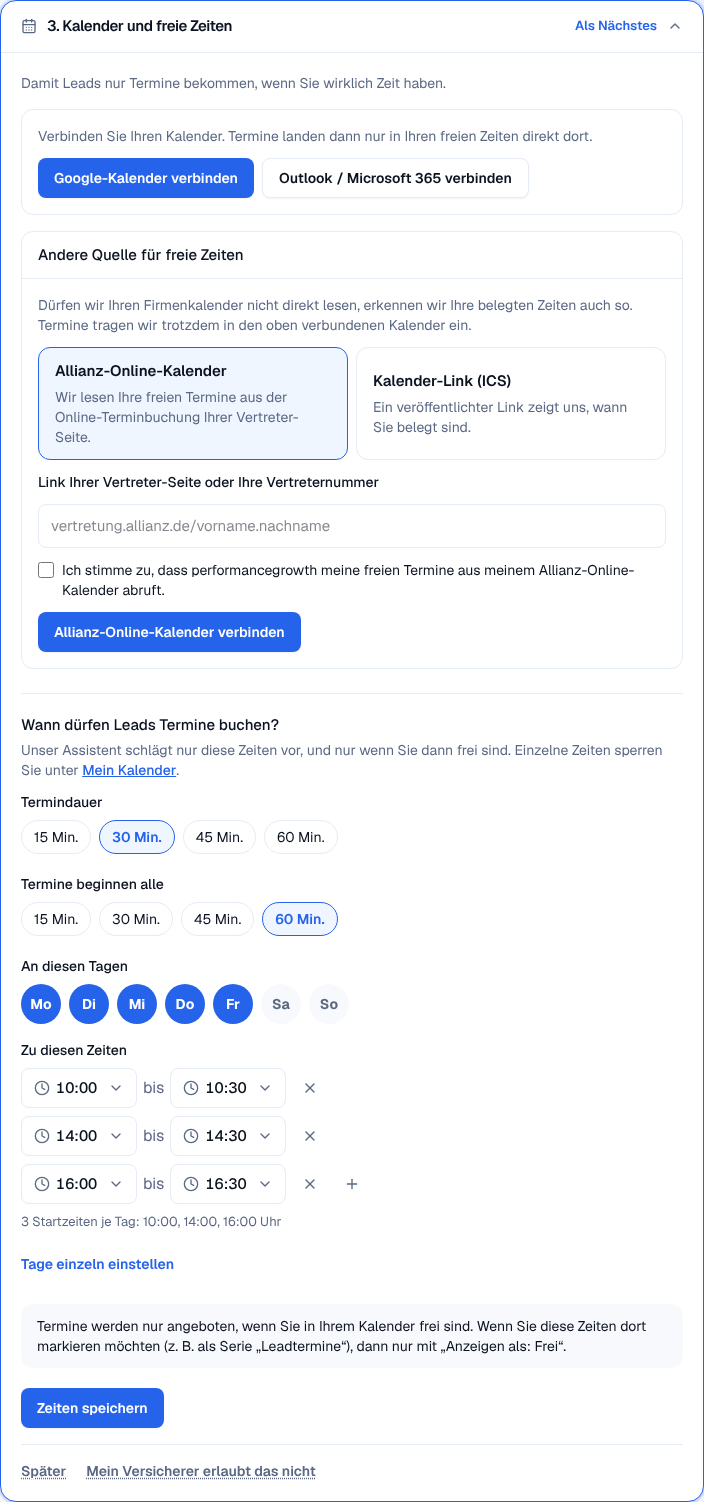 3. Kalender und freie Zeiten
Als Nächstes
Damit Leads nur Termine bekommen, wenn Sie wirklich Zeit haben.
Verbinden Sie Ihren Kalender. Termine landen dann nur in Ihren freien Zeiten direkt dort.
Google-Kalender verbinden
Outlook / Microsoft 365 verbinden
Andere Quelle für freie Zeiten
Dürfen wir Ihren Firmenkalender nicht direkt lesen, erkennen wir Ihre belegten Zeiten auch so.
Termine tragen wir trotzdem in den oben verbundenen Kalender ein.
Allianz-Online-Kalender
Wir lesen Ihre freien Termine aus der
Online-Terminbuchung Ihrer Vertreter-
Seite.
Kalender-Link (ICS)
Ein veröffentlichter Link zeigt uns, wann
Sie belegt sind.
Link Ihrer Vertreter-Seite oder Ihre Vertreternummer
vertretung.allianz.de/vorname.nachname
Ich stimme zu, dass performancegrowth meine freien Termine aus meinem Allianz-Online-
Kalender abruft.
Allianz-Online-Kalender verbinden
Wann dürfen Leads Termine buchen?
Unser Assistent schlägt nur diese Zeiten vor, und nur wenn Sie dann frei sind. Einzelne Zeiten sperren
Sie unter Mein Kalender.
Termindauer
15 Min. 30 Min. 45 Min. 60 Min.
Termine beginnen alle
15 Min. 30 Min. 45 Min. 60 Min.
An diesen Tagen
Mo Di Mi Do Fr Sa So
Zu diesen Zeiten
10:00 bis 10:30
14:00 bis 14:30
16:00 bis 16:30
3 Startzeiten je Tag: 10:00, 14:00, 16:00 Uhr
Tage einzeln einstellen
Termine werden nur angeboten, wenn Sie in Ihrem Kalender frei sind. Wenn Sie diese Zeiten dort
markieren möchten (z. B. als Serie „Leadtermine“), dann nur mit „Anzeigen als: Frei“.
Zeiten speichern
Später
Mein Versicherer erlaubt das nicht